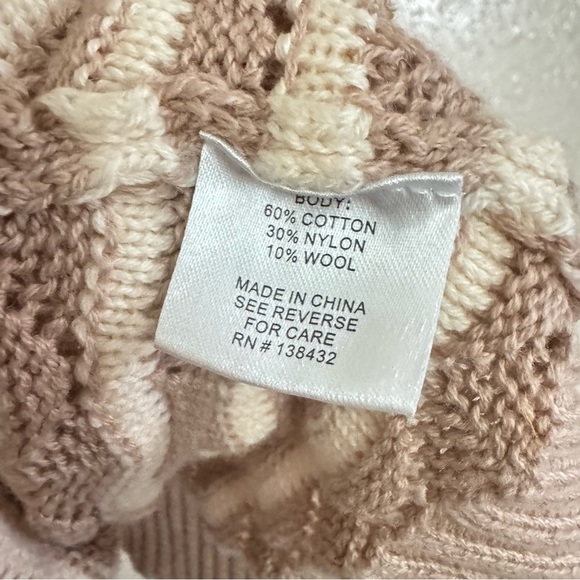 BODY:
60% COTTON
30% NYLON
10% WOOL
MADE IN CHINA
SEE REVERSE
FOR CARE
RN # 138432